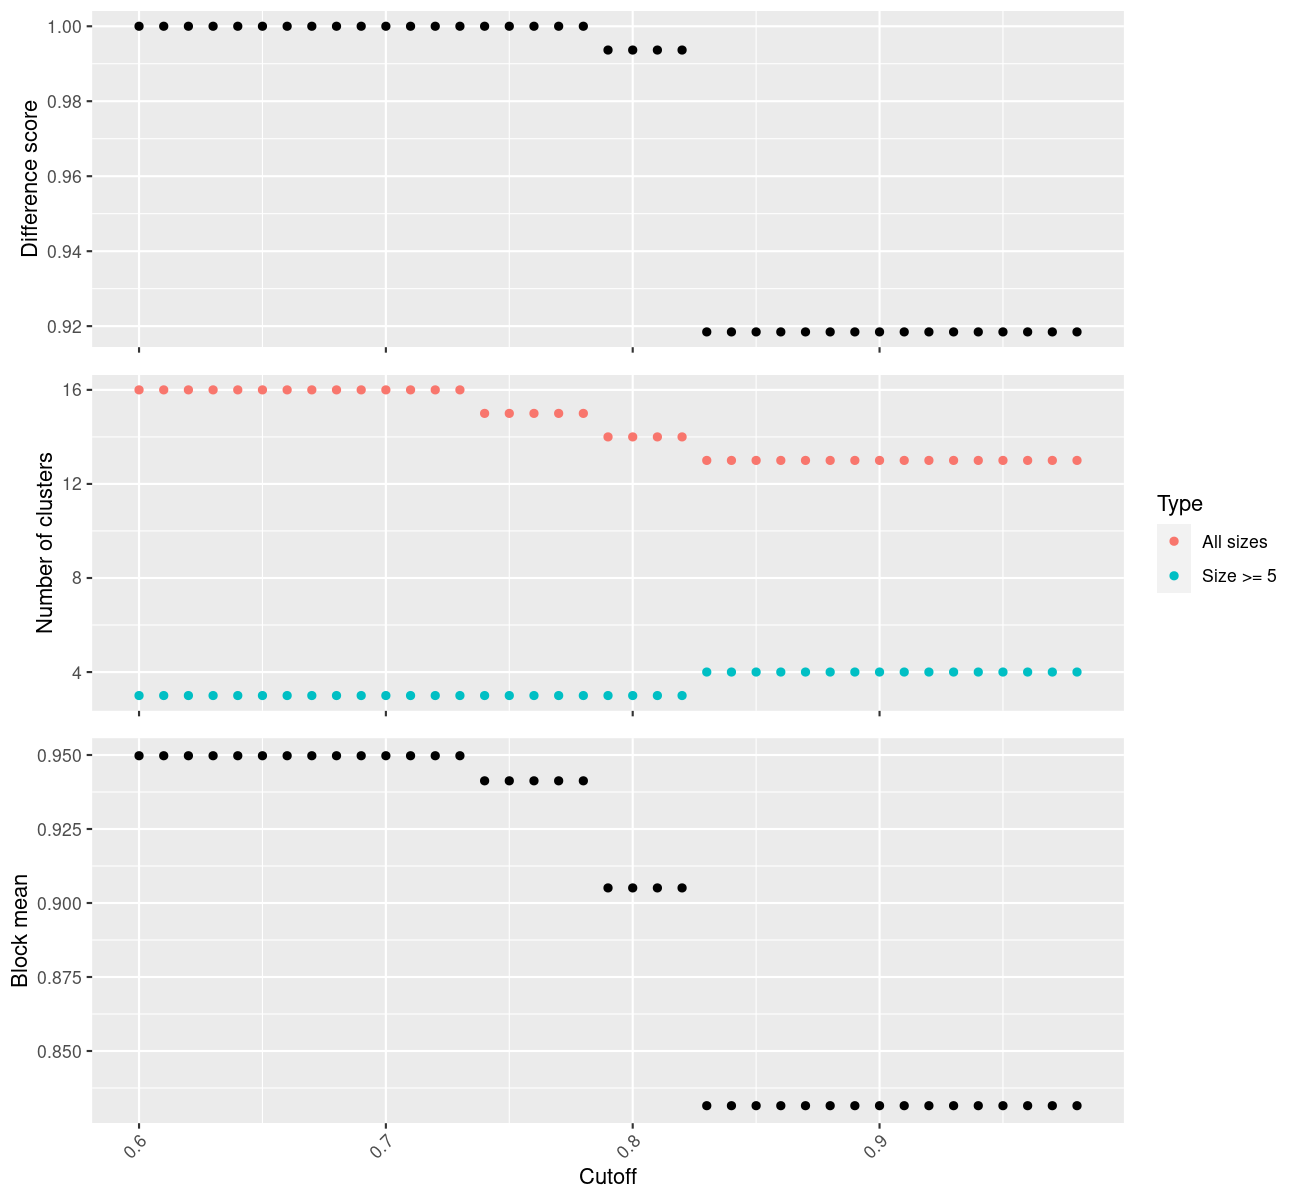 Difference score
1.00
0.98
0.96
0.94
0.92
Number of clusters
16
12
8
4
Type
All sizes
Size >= 5
Block mean
0.950
0.925
0.900
0.875
0.850
0.6
0.7
0.8
0.9
Cutoff